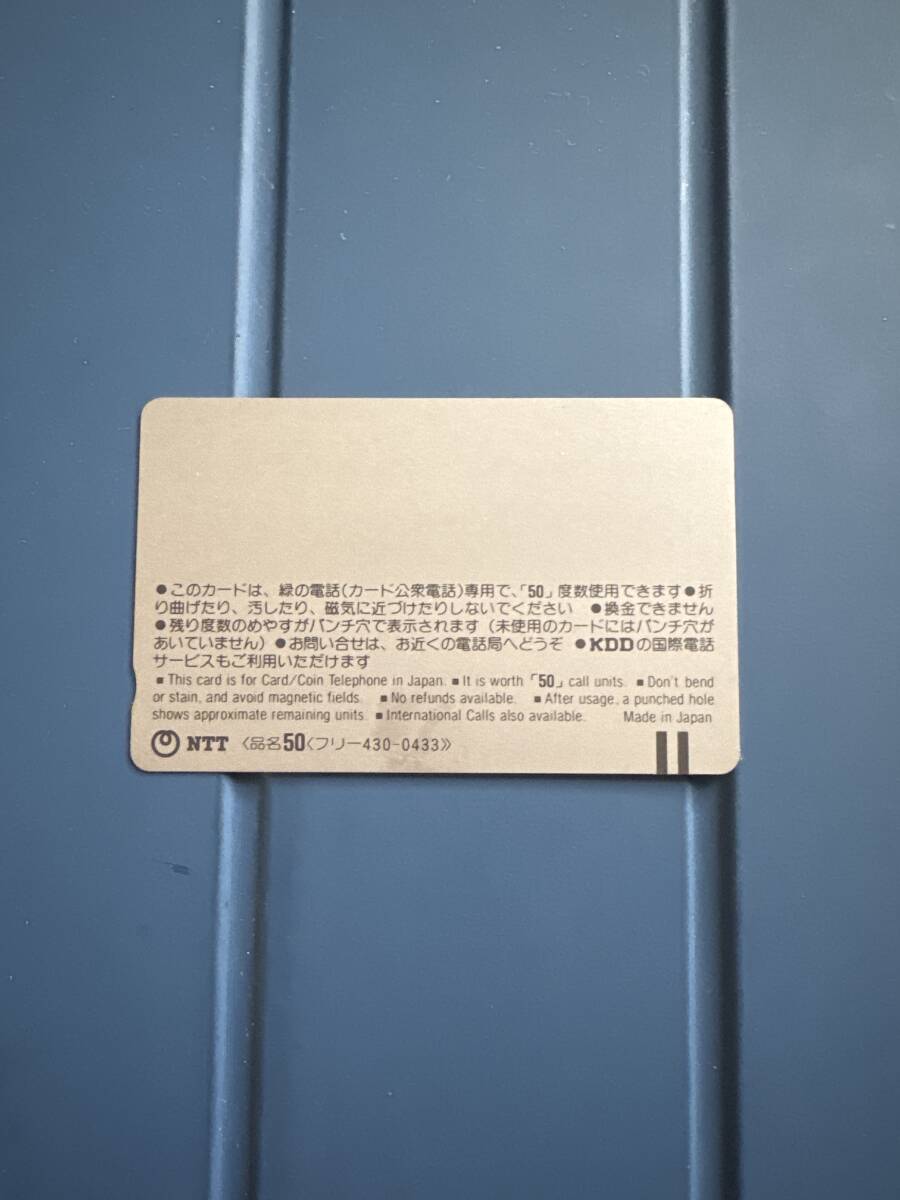 ●このカードは、緑の電話(カード公衆電話)専用で、「50」度数使用できます●折
り曲げたり、汚したり、磁気に近づけたりしないでください ●換金できません
●残り度数のめやすがパンチ穴で表示されます(未使用のカードにはパンチ穴が
あいていません)●お問い合せは、お近くの電話局へどうぞ ●KDDの国際電話
サービスもご利用いただけます
■This card is for Card/Coin Telephone in Japan. ■It is worth「50」call units. ■Don't bend
or stain, and avoid magnetic fields. ■No refunds available. ■After usage, a punched hole
shows approximate remaining units. ■International Calls also available. Made in Japan
NTT 〈品名50〈フリー430-0433》